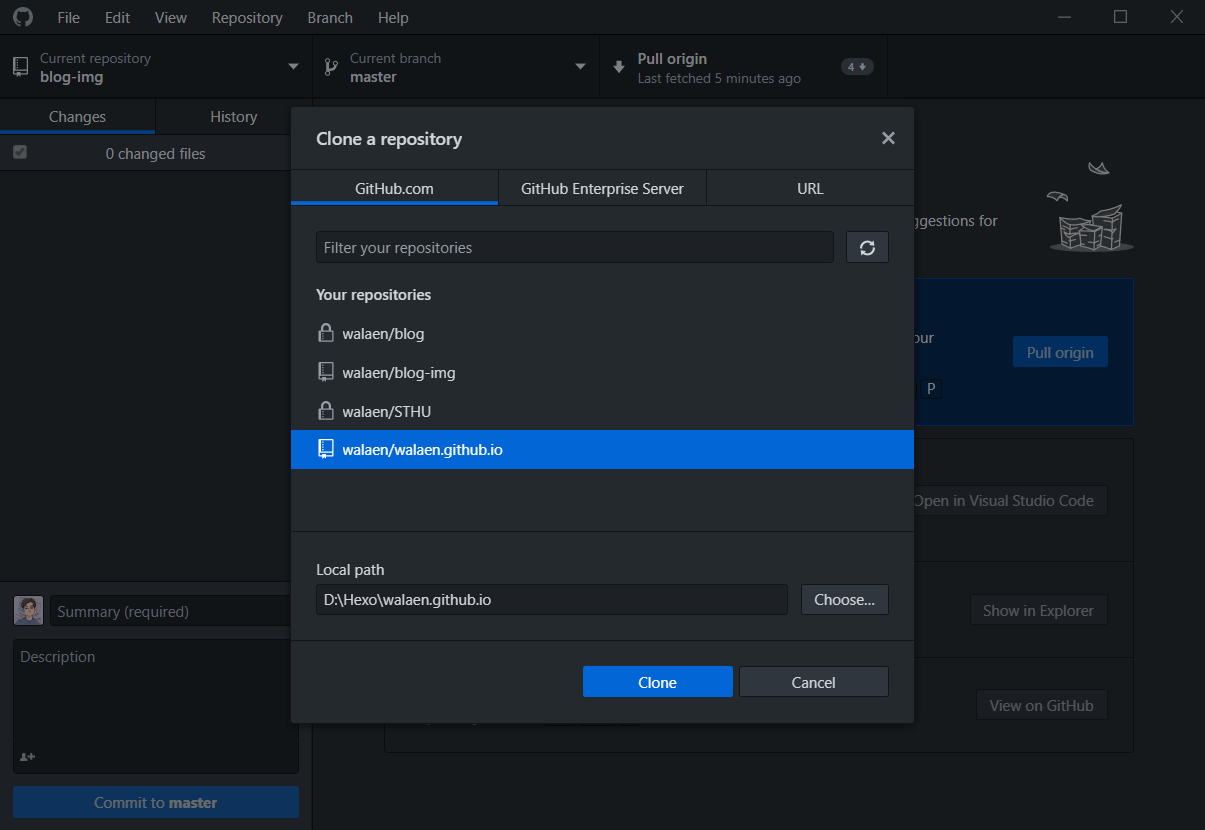 File Edit View Repository Branch Help
Current repository
blog-img
Current branch
master
Pull origin
Last fetched 5 minutes ago
4
Changes
History
0 changed files
Clone a repository
GitHub.com
GitHub Enterprise Server
URL
Filter your repositories
Your repositories
walaen/blog
walaen/blog-img
walaen/STHU
walaen/walaen.github.io
Local path
D:\Hexo\walaen.github.io
Choose...
Clone
Cancel
ggestions for
our
Pull origin
P
Open in Visual Studio Code
Show in Explorer
View on GitHub
Summary (required)
Description
Commit to master